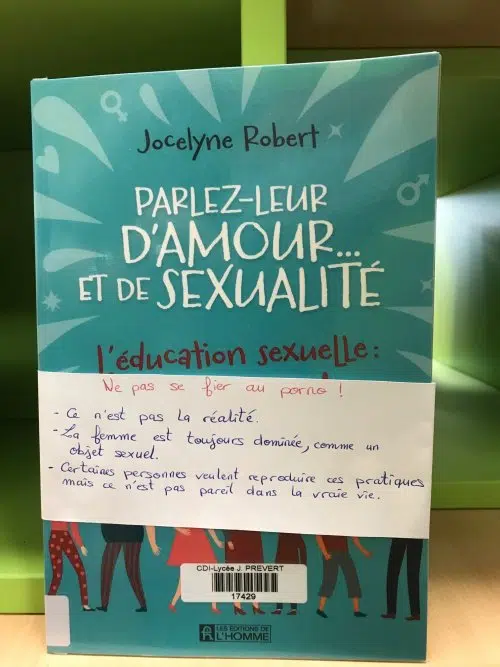 Jocelyne Robert
PARLEZ-LEUR
D'AMOUR...
ET DE SEXUALITÉ
L'éducation sexuelle :
Ne pas se fier au porno !
- Ce n'est pas la réalité.
- La femme est toujours dominée, comme un
objet sexuel.
- Certaines personnes veulent reproduire ces pratiques
mais ce n'est pas pareil dans la vraie vie.
CDI-Lycée J. PREVERT
17429
LES ÉDITIONS DE
L'HOMME